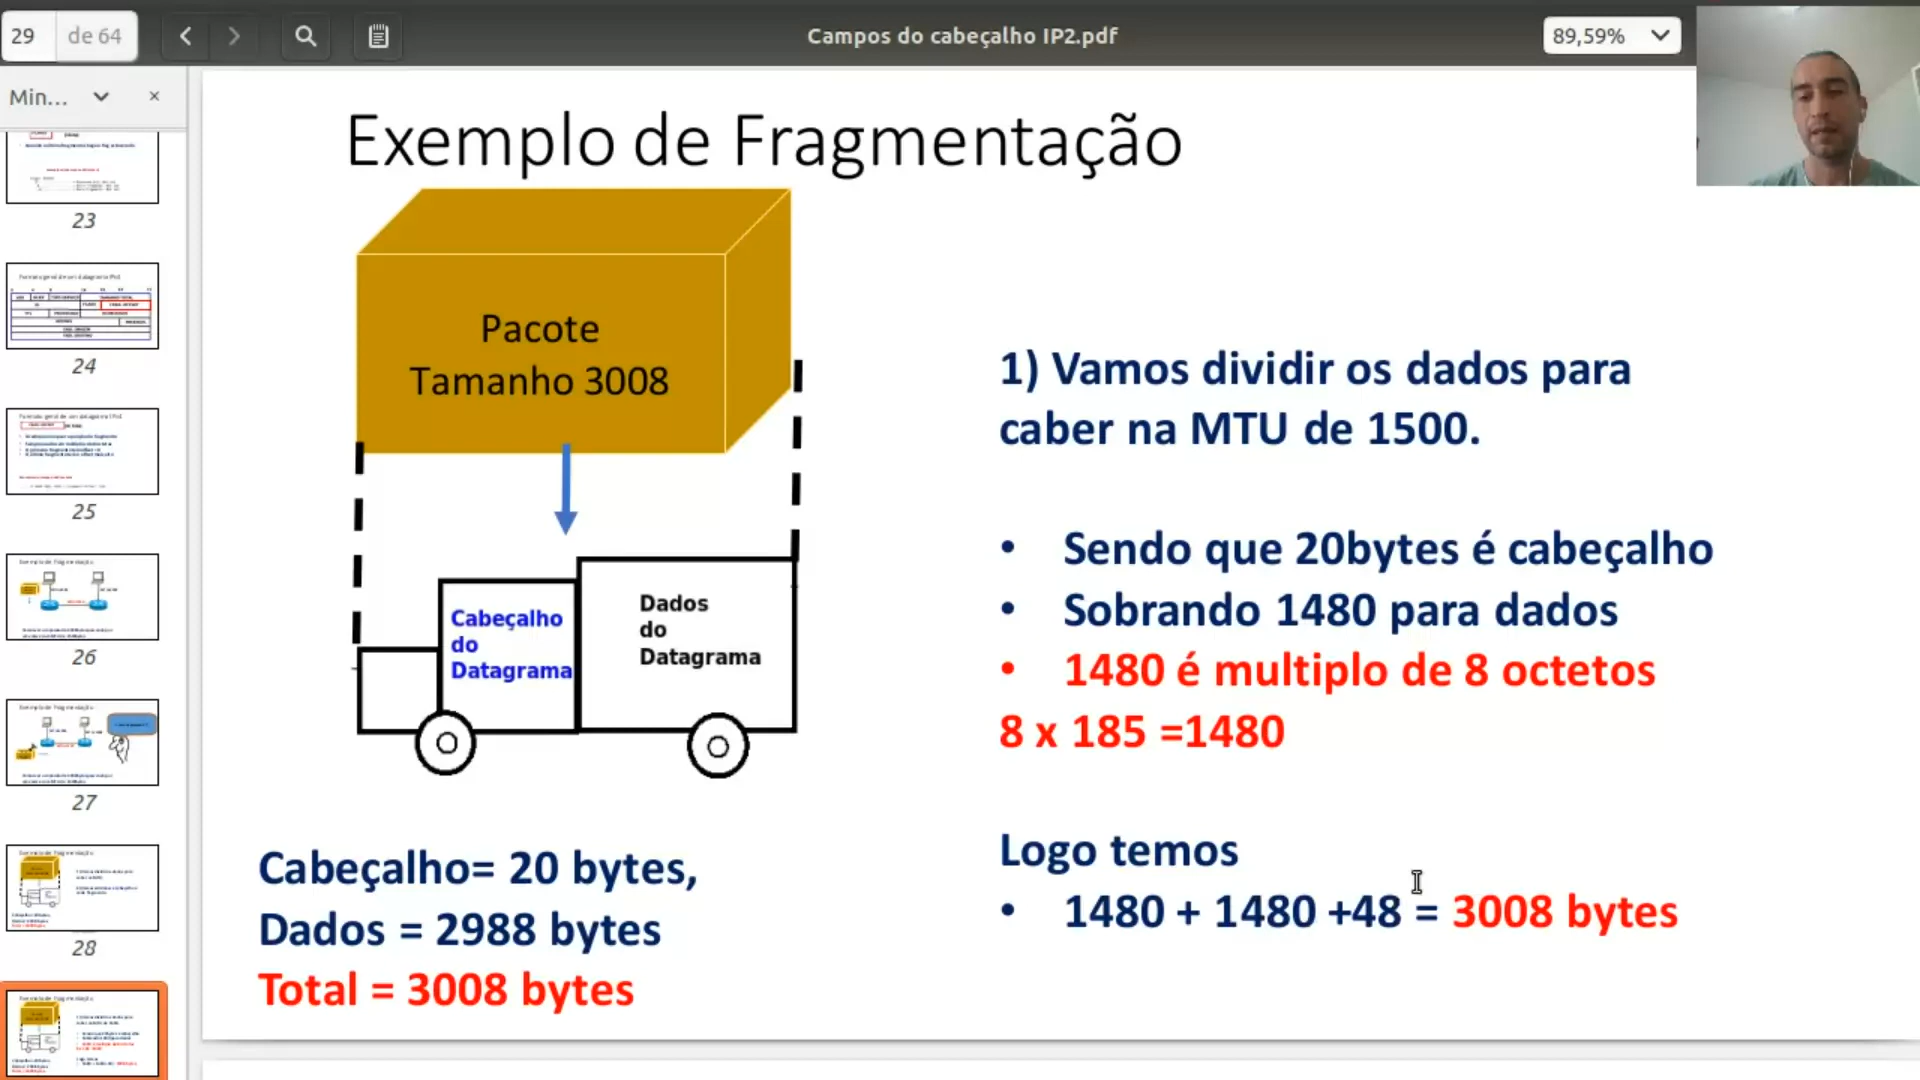 29
de 64
Campos do cabeçalho IP2.pdf
89,59%
Min...
23
24
25
26
27
28
Exemplo de Fragmentação
Pacote
Tamanho 3008
Cabeçalho
do
Datagrama
Dados
do
Datagrama
Cabeçalho= 20 bytes,
Dados = 2988 bytes
Total = 3008 bytes
1) Vamos dividir os dados para
caber na MTU de 1500.
• Sendo que 20bytes é cabeçalho
• Sobrando 1480 para dados
• 1480 é multiplo de 8 octetos
8 x 185 =1480
Logo temos
• 1480 + 1480 +48 = 3008 bytes